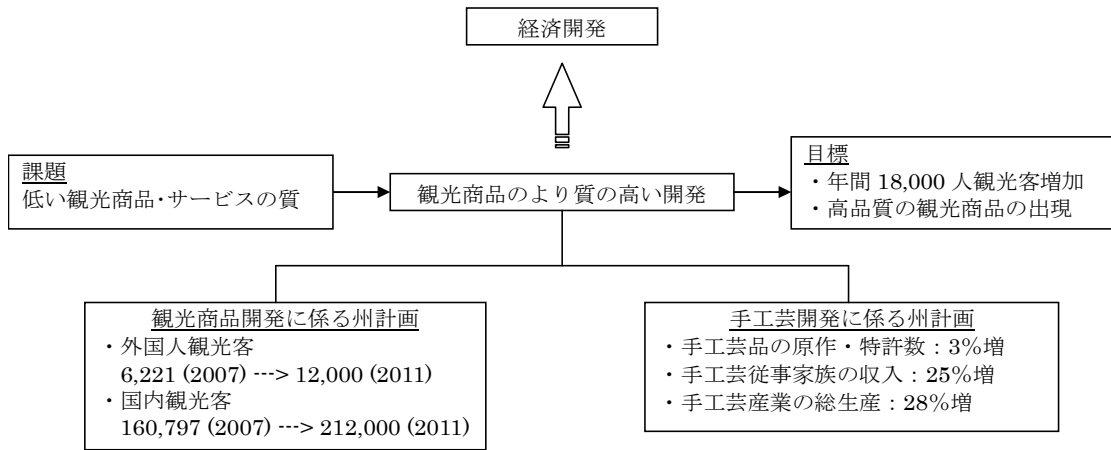 経済開発
課題
低い観光商品･サービスの質
観光商品のより質の高い開発
目標
・年間 18,000 人観光客増加
・高品質の観光商品の出現
観光商品開発に係る州計画
・外国人観光客
6,221 (2007) ---> 12,000 (2011)
・国内観光客
160,797 (2007) ---> 212,000 (2011)
手工芸開発に係る州計画
・手工芸品の原作・特許数：3%増
・手工芸従事家族の収入：25%増
・手工芸産業の総生産：28%増